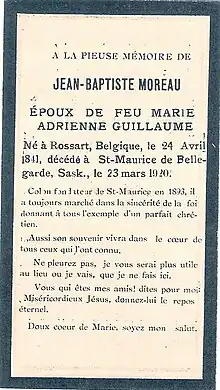 À LA PIEUSE MÉMOIRE DE
JEAN-BAPTISTE MOREAU
ÉPOUX DE FEU MARIE
ADRIENNE GUILLAUME
Né à Rossart, Belgique, le 24 Avril
1841, décédé à St-Maurice de Belle-
garde, Sask., le 23 mars 1920.
Colon fondateur de St-Maurice en 1893, il
a toujours marché dans la sincérité de la foi
donnant à tous l'exemple d'un parfait chré-
tien.
Aussi son souvenir vivra dans le cœur de
tous ceux qui l'ont connu.
Ne pleurez pas, je vous serai plus utile
au lieu ou je vais, que je ne fais ici.
Vous qui êtes mes amis! dites pour moi:
Miséricordieux Jésus, donnez-lui le repos
éternel.
Doux coeur de Marie, soyez mon salut.